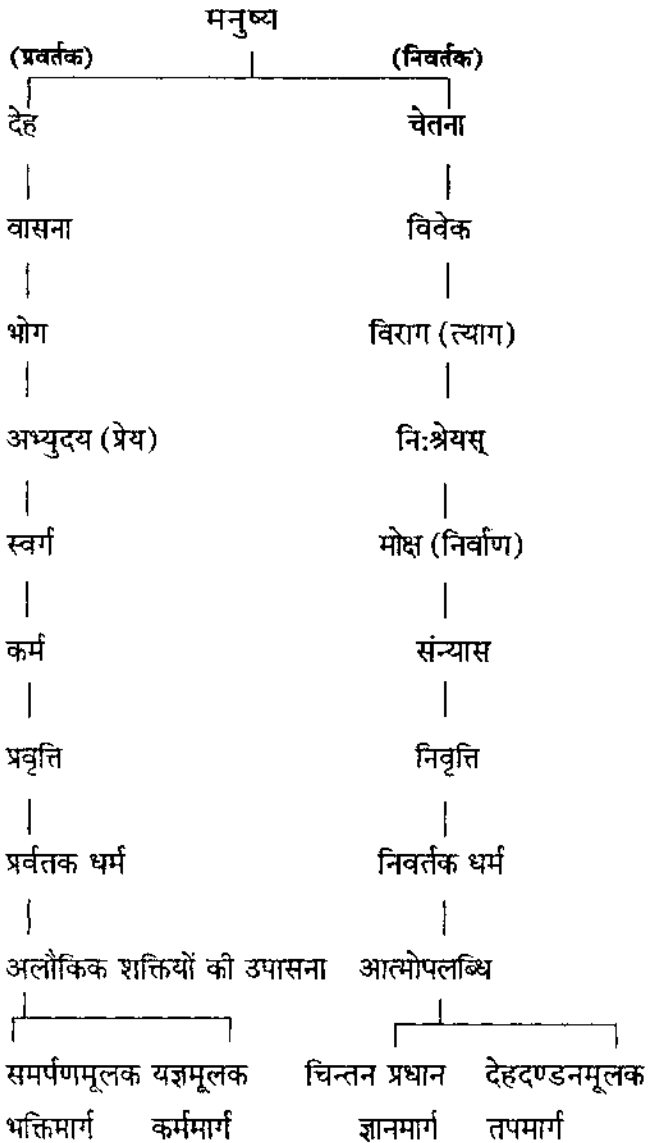 मनुष्य
(प्रवर्तक) (निवर्तक)
देह चेतना
वासना विवेक
भोग विराग (त्याग)
अभ्युदय (प्रेय) नि:श्रेयस्
स्वर्ग मोक्ष (निर्वाण)
कर्म संन्यास
प्रवृत्ति निवृत्ति
प्रर्वतक धर्म निवर्तक धर्म
अलौकिक शक्तियों की उपासना आत्मोपलब्धि
समर्पणमूलक यज्ञमूलक चिन्तन प्रधान देहदण्डनमूलक
भक्तिमार्ग कर्ममार्ग ज्ञानमार्ग तपमार्ग